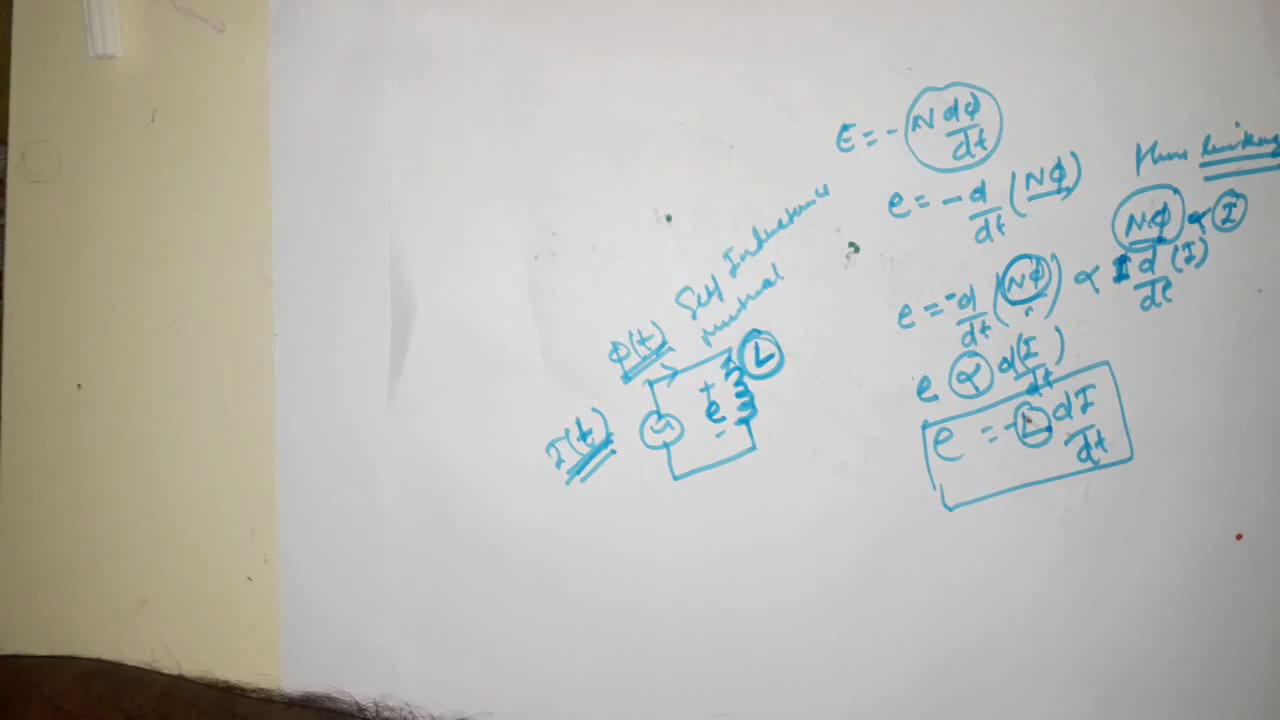 E = - N dφ/dt
e = - d/dt (Nφ)
Flux linkage
Nφ ∝ I
e = - d/dt (Nφ) ∝ d/dt (I)
e ∝ d(I)/dt
e = - L dI/dt
Self Inductance
mutual
φ(t)
L
+
e
-
I(t)